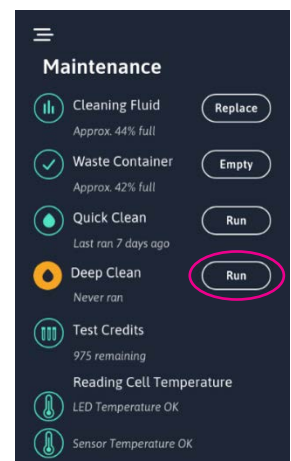 Maintenance
Cleaning Fluid
Replace
Approx. 44% full
Waste Container
Empty
Approx. 42% full
Quick Clean
Run
Last ran 7 days ago
Deep Clean
Run
Never ran
Test Credits
975 remaining
Reading Cell Temperature
LED Temperature OK
Sensor Temperature OK